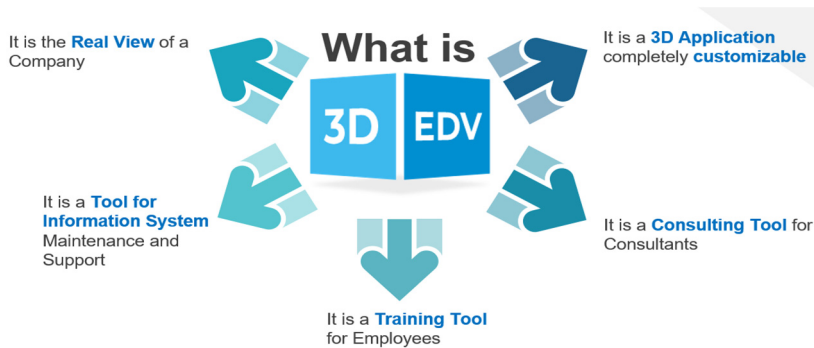 What is
3D EDV
It is the Real View of a
Company
It is a 3D Application
completely customizable
It is a Tool for
Information System
Maintenance and
Support
It is a Consulting Tool for
Consultants
It is a Training Tool
for Employees